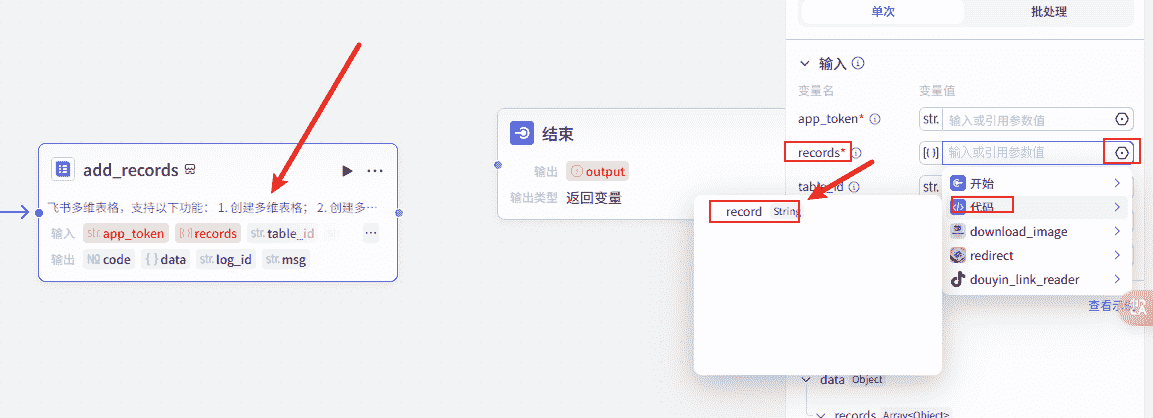 单次 批处理
输入
变量名 变量值
app_token* str. 输入或引用参数值
records* [{}] 输入或引用参数值
table_id str.
开始
代码
download_image
redirect
douyin_link_reader
record String
查看示例
data Object
records Array<Object>
add_records
飞书多维表格，支持以下功能： 1. 创建多维表格； 2. 创建多…
输入 str. app_token [{}] records str. table_id ...
输出 NO code {} data str. log_id str. msg
结束
输出 output
输出类型 返回变量